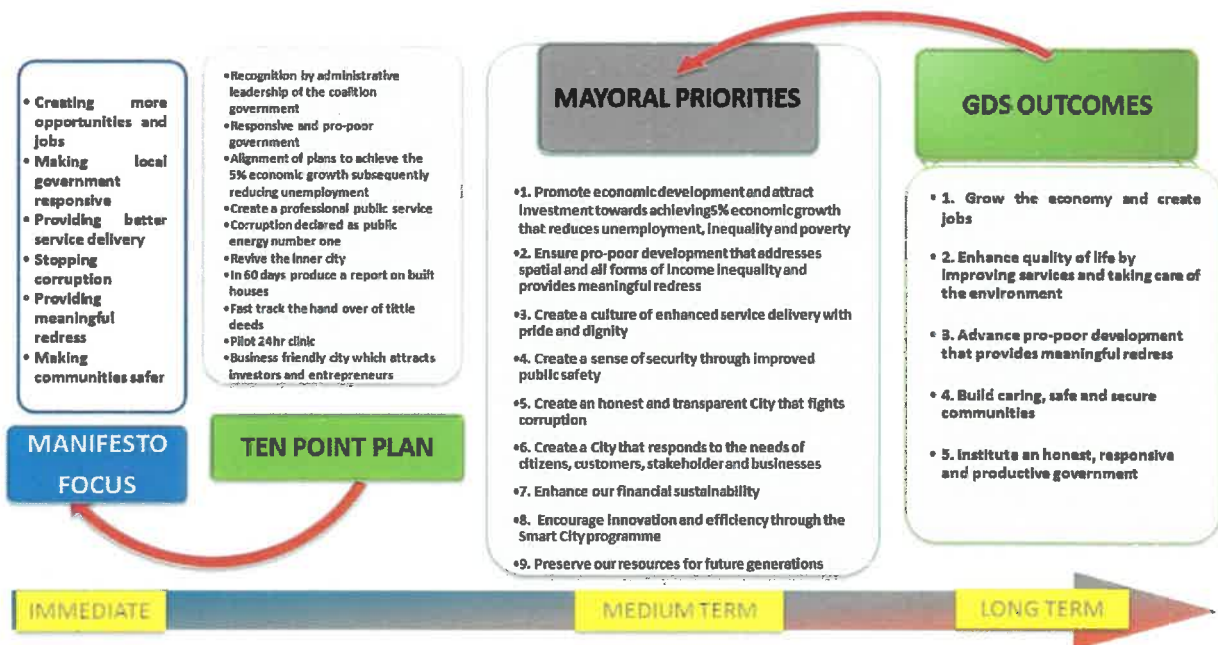 • Creating more
opportunities and
jobs
• Making local
government
responsive
• Providing better
service delivery
• Stopping
corruption
• Providing
meaningful
redress
• Making
communities safer
MANIFESTO
FOCUS
•Recognition by administrative
leadership of the coalition
government
•Responsive and pro-poor
government
•Alignment of plans to achieve the
5% economic growth subsequently
reducing unemployment
•Create a professional public service
•Corruption declared as public
energy number one
•Revive the inner city
•In 60 days produce a report on built
houses
•Fast track the hand over of tittle
deeds
•Pilot 24hr clinic
•Business friendly city which attracts
investors and entrepreneurs
TEN POINT PLAN
MAYORAL PRIORITIES
•1. Promote economic development and attract
investment towards achieving 5% economic growth
that reduces unemployment, inequality and poverty
•2. Ensure pro-poor development that addresses
spatial and all forms of income inequality and
provides meaningful redress
•3. Create a culture of enhanced service delivery with
pride and dignity
•4. Create a sense of security through improved
public safety
•5. Create an honest and transparent City that fights
corruption
•6. Create a City that responds to the needs of
citizens, customers, stakeholder and businesses
•7. Enhance our financial sustainability
•8. Encourage innovation and efficiency through the
Smart City programme
•9. Preserve our resources for future generations
GDS OUTCOMES
• 1. Grow the economy and create
jobs
• 2. Enhance quality of life by
improving services and taking care of
the environment
• 3. Advance pro-poor development
that provides meaningful redress
• 4. Build caring, safe and secure
communities
• 5. Institute an honest, responsive
and productive government
IMMEDIATE
MEDIUM TERM
LONG TERM